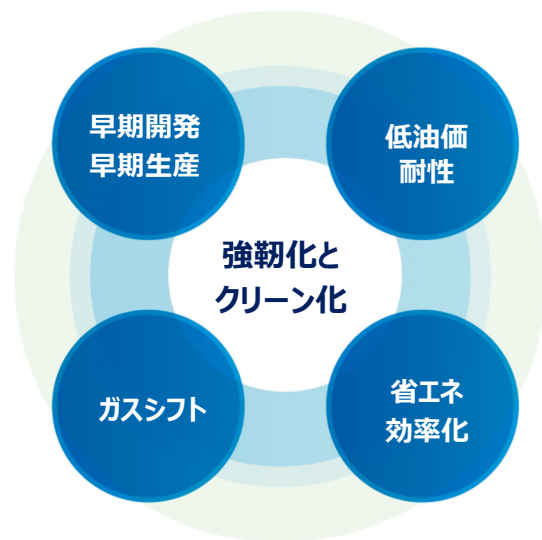 早期開発
早期生産
低油価
耐性
強靭化と
クリーン化
ガスシフト
省エネ
効率化